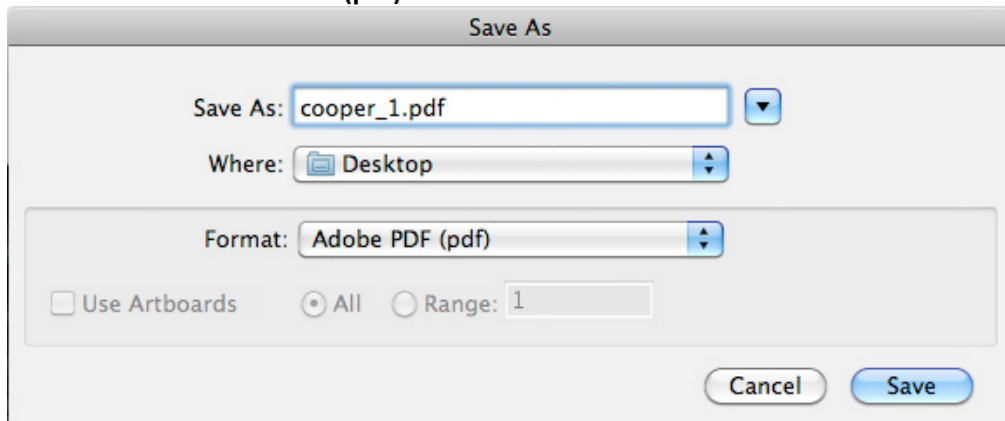 Save As
Save As: cooper_1.pdf
Where: Desktop
Format: Adobe PDF (pdf)
Use Artboards All Range: 1
Cancel Save